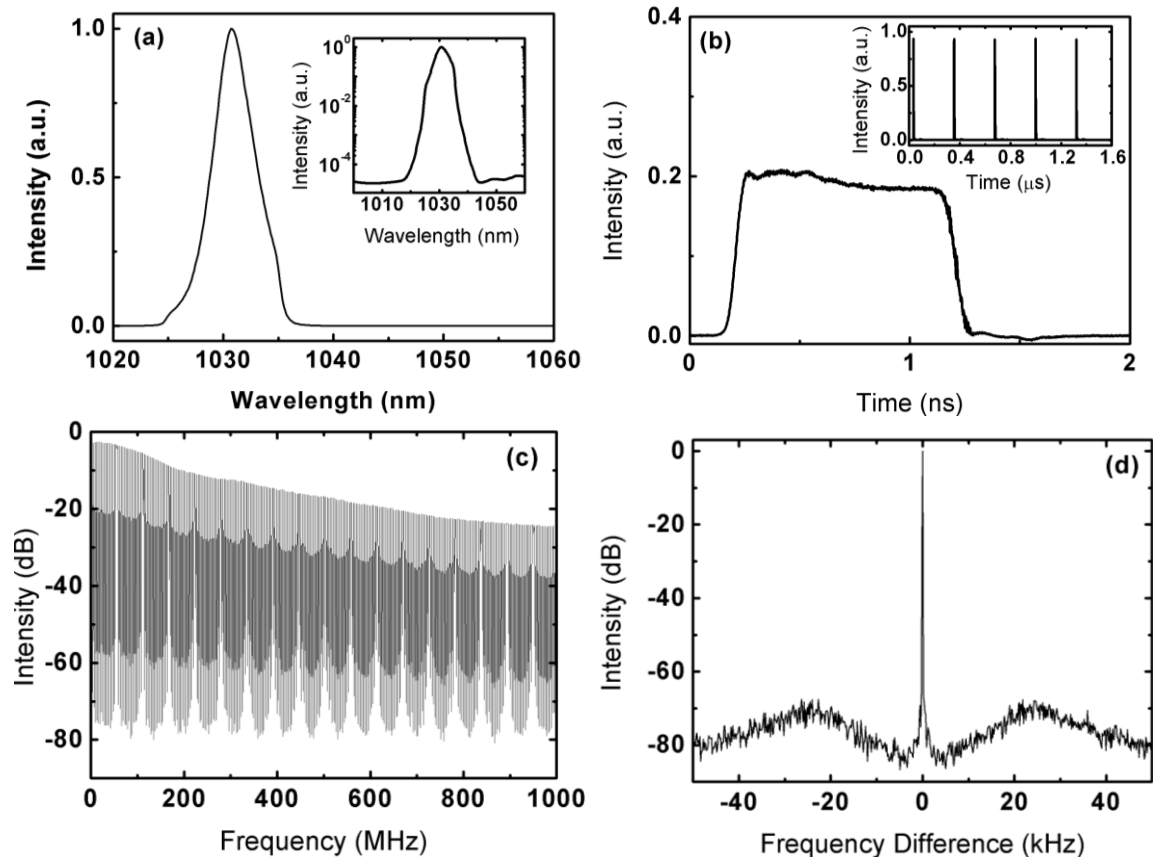 (a)
Intensity (a.u.)
1.0
0.5
0.0
1020 1030 1040 1050 1060
Wavelength (nm)
Intensity (a.u.)
10⁰
10⁻²
10⁻⁴
1010 1030 1050
Wavelength (nm)
(b)
Intensity (a.u.)
0.4
0.2
0.0
0 1 2
Time (ns)
Intensity (a.u.)
1.0
0.5
0.0
0.0 0.4 0.8 1.2 1.6
Time (μs)
(c)
Intensity (dB)
0
-20
-40
-60
-80
0 200 400 600 800 1000
Frequency (MHz)
(d)
Intensity (dB)
0
-20
-40
-60
-80
-40 -20 0 20 40
Frequency Difference (kHz)